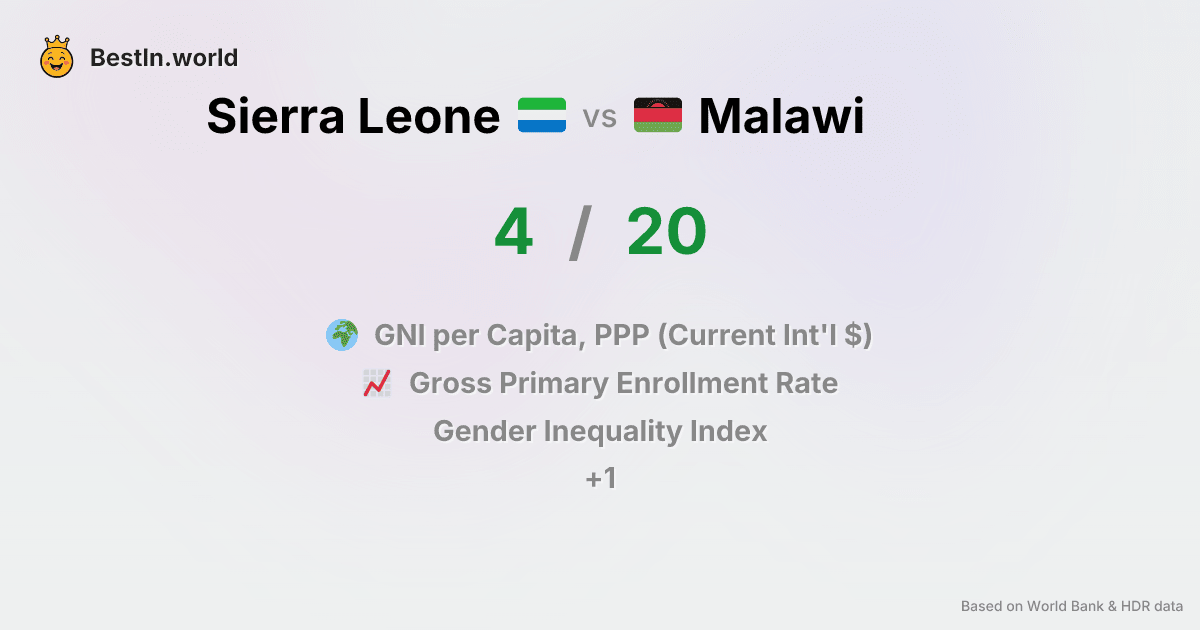 BestIn.world
Sierra Leone vs Malawi
4 / 20
GNI per Capita, PPP (Current Int'l $)
Gross Primary Enrollment Rate
Gender Inequality Index
+1
Based on World Bank & HDR data